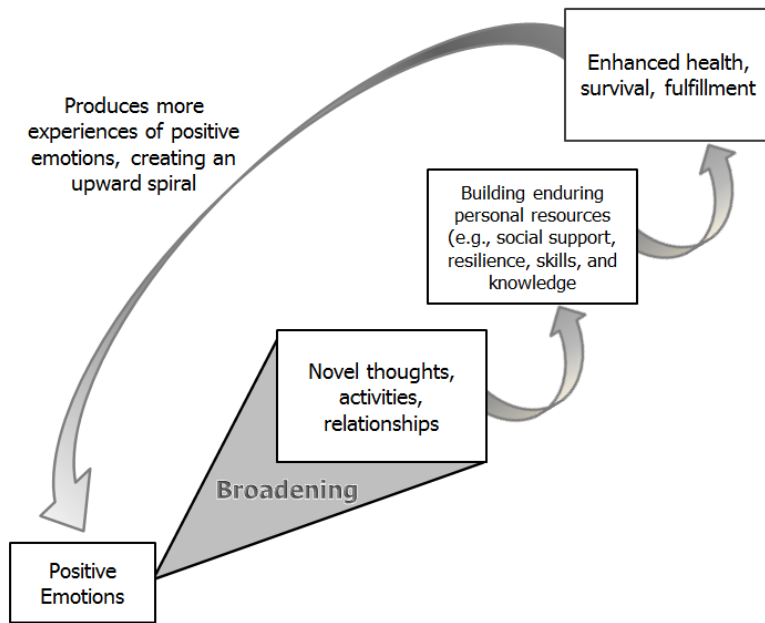 Enhanced health,
survival, fulfillment
Produces more
experiences of positive
emotions, creating an
upward spiral
Building enduring
personal resources
(e.g., social support,
resilience, skills, and
knowledge
Novel thoughts,
activities,
relationships
Broadening
Positive
Emotions